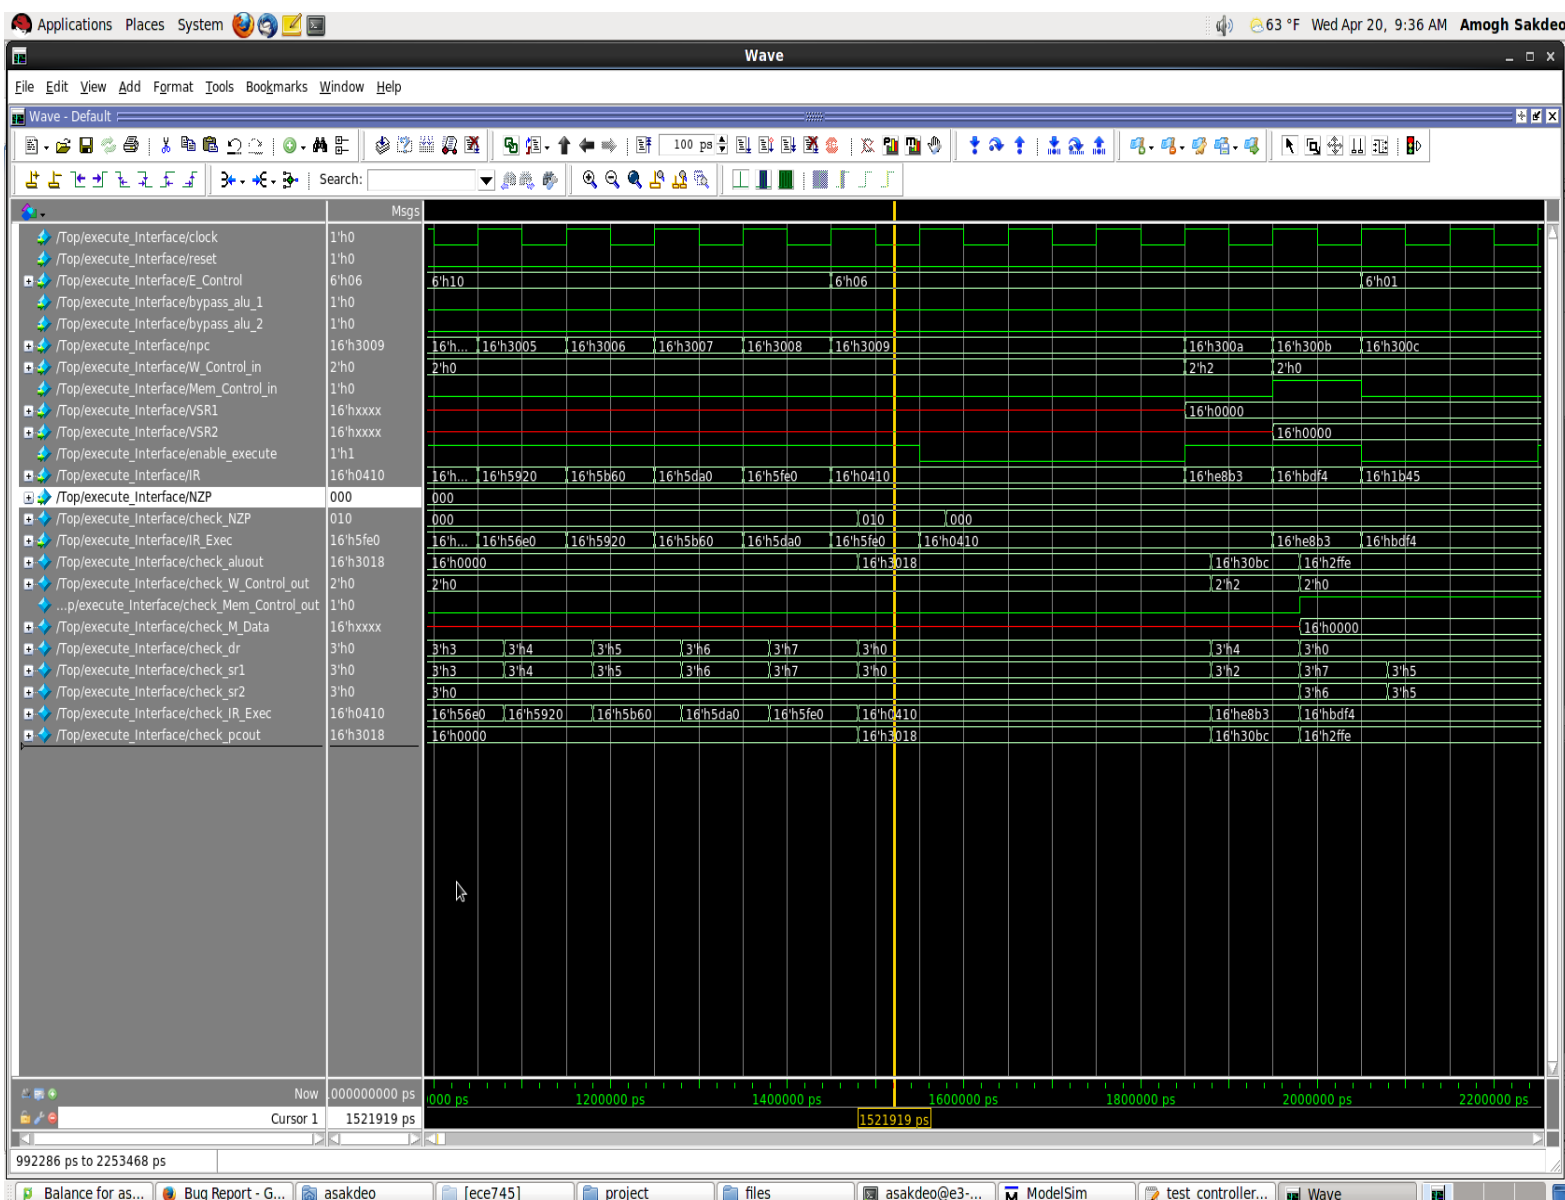 Applications Places System 63 °F Wed Apr 20, 9:36 AM Amogh Sakdeo
Wave
File Edit View Add Format Tools Bookmarks Window Help
Wave - Default
100 ps
Search:
Msgs
/Top/execute_Interface/clock 1'h0
/Top/execute_Interface/reset 1'h0
/Top/execute_Interface/E_Control 6'h06 6'h10 6'h06 6'h01
/Top/execute_Interface/bypass_alu_1 1'h0
/Top/execute_Interface/bypass_alu_2 1'h0
/Top/execute_Interface/npc 16'h3009 16'h... 16'h3005 16'h3006 16'h3007 16'h3008 16'h3009 16'h300a 16'h300b 16'h300c
/Top/execute_Interface/W_Control_in 2'h0 2'h0 2'h2 2'h0
/Top/execute_Interface/Mem_Control_in 1'h0
/Top/execute_Interface/VSR1 16'hxxxx 16'h0000
/Top/execute_Interface/VSR2 16'hxxxx 16'h0000
/Top/execute_Interface/enable_execute 1'h1
/Top/execute_Interface/IR 16'h0410 16'h... 16'h5920 16'h5b60 16'h5da0 16'h5fe0 16'h0410 16'he8b3 16'hbdf4 16'h1b45
/Top/execute_Interface/NZP 000 000
/Top/execute_Interface/check_NZP 010 000 010 000
/Top/execute_Interface/IR_Exec 16'h5fe0 16'h... 16'h56e0 16'h5920 16'h5b60 16'h5da0 16'h5fe0 16'h0410 16'he8b3 16'hbdf4
/Top/execute_Interface/check_aluout 16'h3018 16'h0000 16'h3018 16'h30bc 16'h2ffe
/Top/execute_Interface/check_W_Control_out 2'h0 2'h0 2'h2 2'h0
...p/execute_Interface/check_Mem_Control_out 1'h0
/Top/execute_Interface/check_M_Data 16'hxxxx 16'h0000
/Top/execute_Interface/check_dr 3'h0 3'h3 3'h4 3'h5 3'h6 3'h7 3'h0 3'h4 3'h0
/Top/execute_Interface/check_sr1 3'h0 3'h3 3'h4 3'h5 3'h6 3'h7 3'h0 3'h2 3'h7 3'h5
/Top/execute_Interface/check_sr2 3'h0 3'h0 3'h6 3'h5
/Top/execute_Interface/check_IR_Exec 16'h0410 16'h56e0 16'h5920 16'h5b60 16'h5da0 16'h5fe0 16'h0410 16'he8b3 16'hbdf4
/Top/execute_Interface/check_pcout 16'h3018 16'h0000 16'h3018 16'h30bc 16'h2ffe
Now .000000000 ps 000 ps 1200000 ps 1400000 ps 1600000 ps 1800000 ps 2000000 ps 2200000 ps
Cursor 1 1521919 ps 1521919 ps
992286 ps to 2253468 ps
Balance for as... Bug Report - G... asakdeo [ece745] project files asakdeo@e3-... ModelSim test_controller... Wave